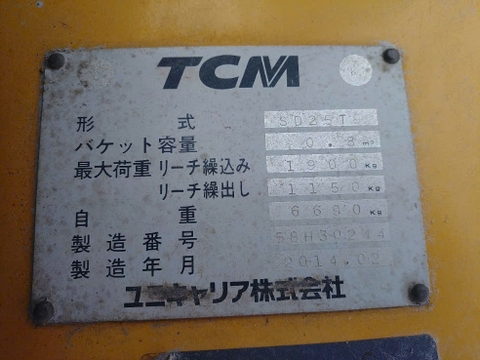 TCM
形 式 SD25T
バケット容量 0.8 m³
最大荷重 リーチ繰込み 1900 Kg
リーチ繰出し 1150 Kg
自 重 6680 Kg
製造番号 58H30244
製造年月 2014.02
ユニキャリア株式会社